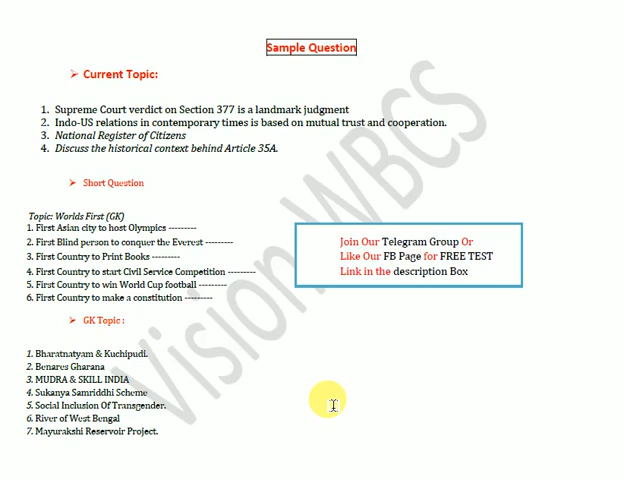 Sample Question
➢ Current Topic:
1. Supreme Court verdict on Section 377 is a landmark judgment
2. Indo-US relations in contemporary times is based on mutual trust and cooperation.
3. National Register of Citizens
4. Discuss the historical context behind Article 35A.
➢ Short Question
Topic: Worlds First (GK)
1. First Asian city to host Olympics ---------
2. First Blind person to conquer the Everest ---------
3. First Country to Print Books ---------
4. First Country to start Civil Service Competition ---------
5. First Country to win World Cup football ---------
6. First Country to make a constitution ---------
Join Our Telegram Group Or
Like Our FB Page for FREE TEST
Link in the description Box
➢ GK Topic :
1. Bharatnatyam & Kuchipudi.
2. Benares Gharana
3. MUDRA & SKILL INDIA
4. Sukanya Samriddhi Scheme
5. Social Inclusion Of Transgender.
6. River of West Bengal
7. Mayurakshi Reservoir Project.
Vision WBCS